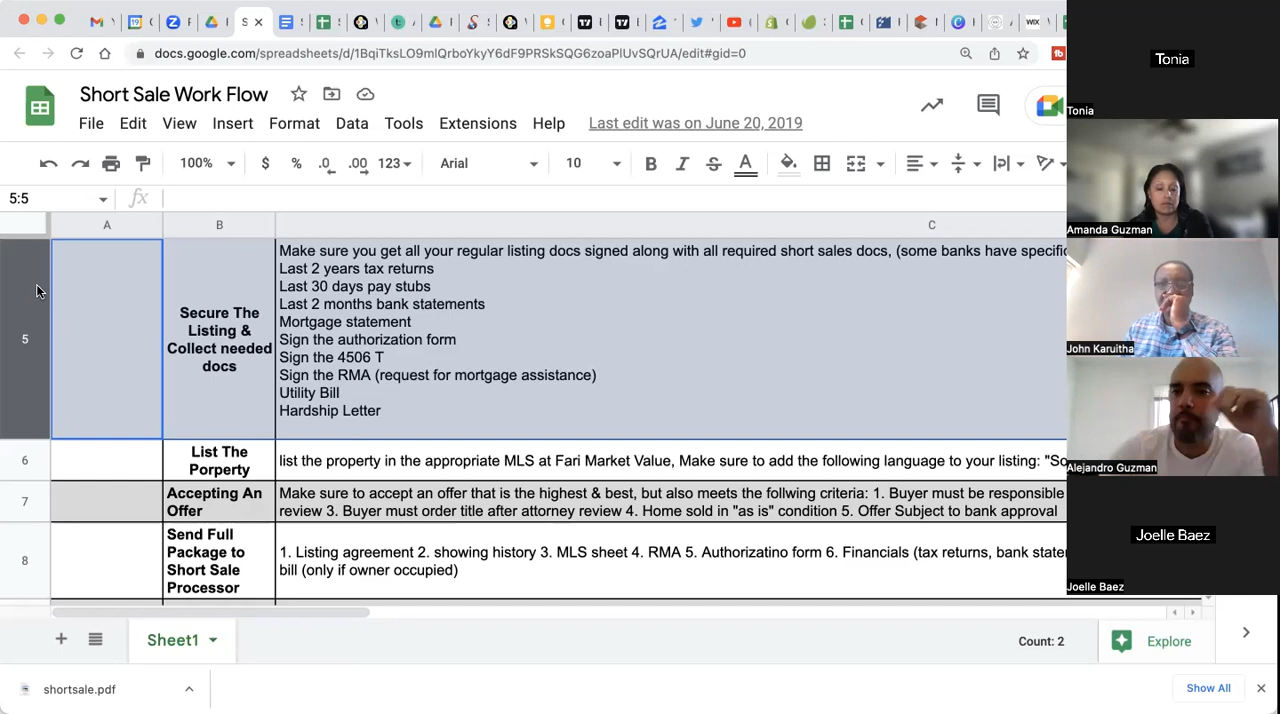 docs.google.com/spreadsheets/d/1BqiTksLO9mlQrboYkyY6dF9PRSkSQG6zoaPlUvSQrUA/edit#gid=0
Short Sale Work Flow
File Edit View Insert Format Data Tools Extensions Help Last edit was on June 20, 2019
100% $ % .0 .00 123 Arial 10 B I S A
5:5 fx
A B C
5
Secure The
Listing &
Collect needed
docs
Make sure you get all your regular listing docs signed along with all required short sales docs, (some banks have specific
Last 2 years tax returns
Last 30 days pay stubs
Last 2 months bank statements
Mortgage statement
Sign the authorization form
Sign the 4506 T
Sign the RMA (request for mortgage assistance)
Utility Bill
Hardship Letter
6
List The
Porperty
list the property in the appropriate MLS at Fari Market Value, Make sure to add the following language to your listing: "So
7
Accepting An
Offer
Make sure to accept an offer that is the highest & best, but also meets the follwing criteria: 1. Buyer must be responsible
review 3. Buyer must order title after attorney review 4. Home sold in "as is" condition 5. Offer Subject to bank approval
8
Send Full
Package to
Short Sale
Processor
1. Listing agreement 2. showing history 3. MLS sheet 4. RMA 5. Authorizatino form 6. Financials (tax returns, bank state
bill (only if owner occupied)
Sheet1
Count: 2
Explore
shortsale.pdf
Show All
Tonia
Tonia
Amanda Guzman
John Karuitha
Alejandro Guzman
Joelle Baez
Joelle Baez